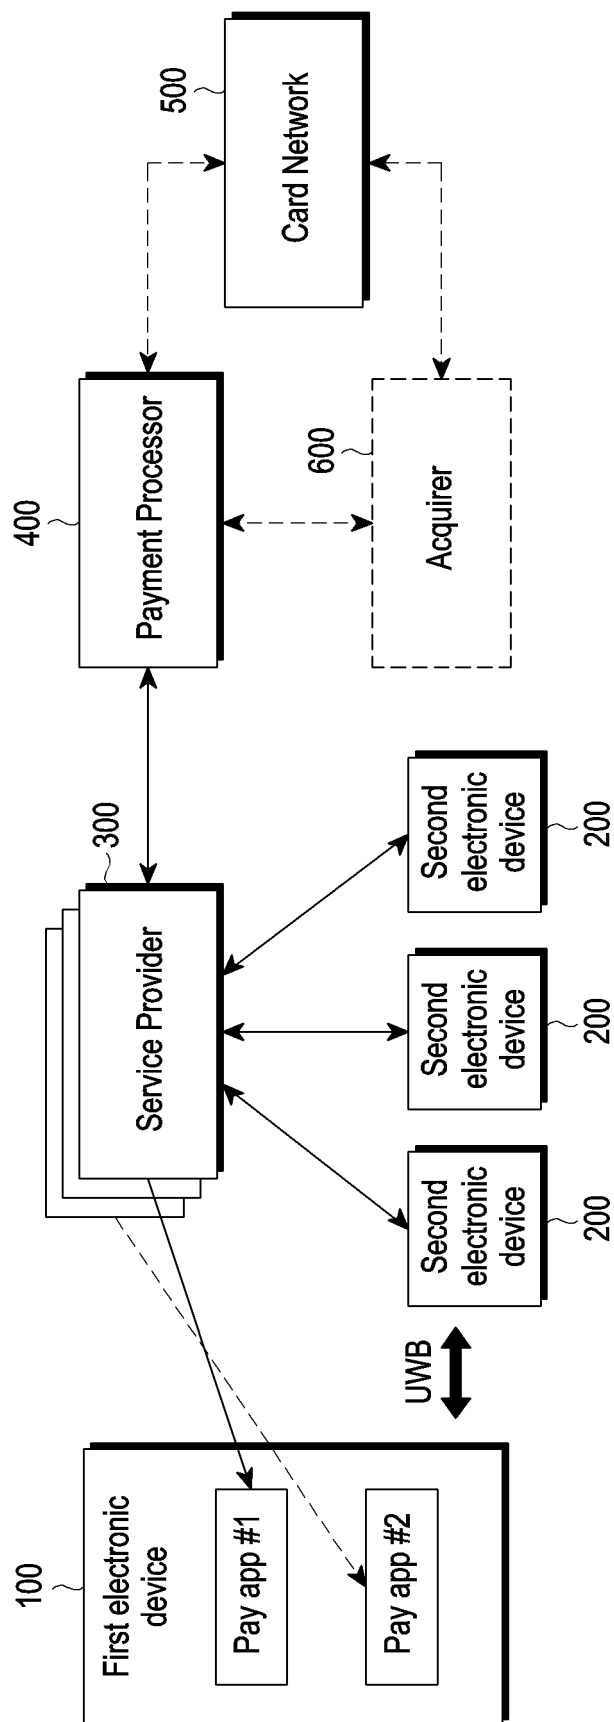 100
First electronic
device
Pay app #1
Pay app #2
UWB
300
Service Provider
Second
electronic
device
200
Second
electronic
device
200
Second
electronic
device
200
400
Payment Processor
600
Acquirer
500
Card Network